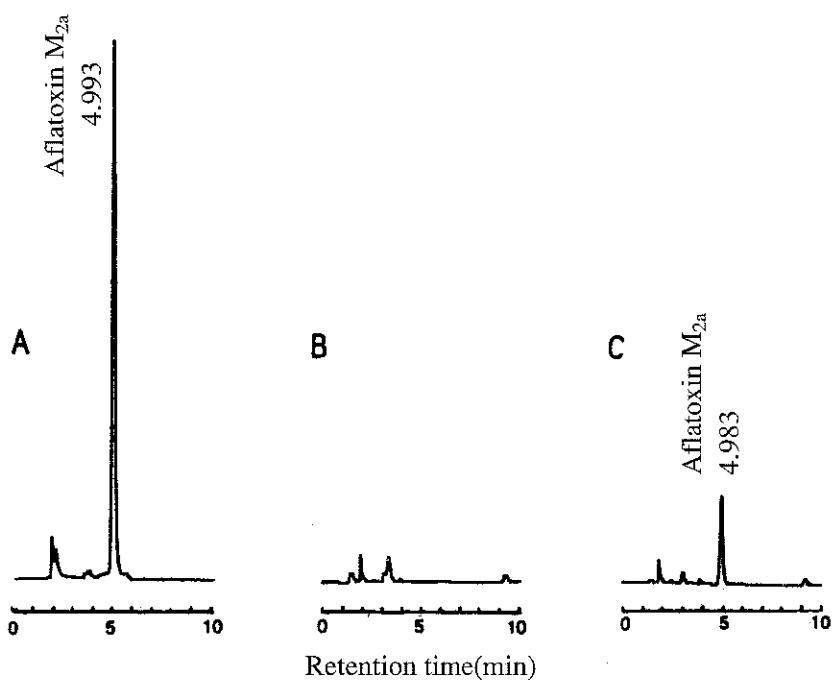 Aflatoxin M2a
4.993
A
B
C
Aflatoxin M2a
4.983
0 5 10
0 5 10
0 5 10
Retention time(min)